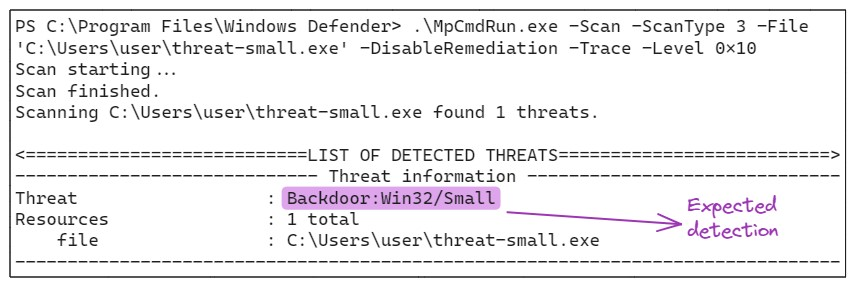 PS C:\Program Files\Windows Defender> .\MpCmdRun.exe -Scan -ScanType 3 -File
'C:\Users\user\threat-small.exe' -DisableRemediation -Trace -Level 0×10
Scan starting ...
Scan finished.
Scanning C:\Users\user\threat-small.exe found 1 threats.
<===========================LIST OF DETECTED THREATS==========================>
----------------------------- Threat information ------------------------------
Threat                  : Backdoor:Win32/Small
Resources               : 1 total
    file                : C:\Users\user\threat-small.exe
-------------------------------------------------------------------------------
Expected
detection